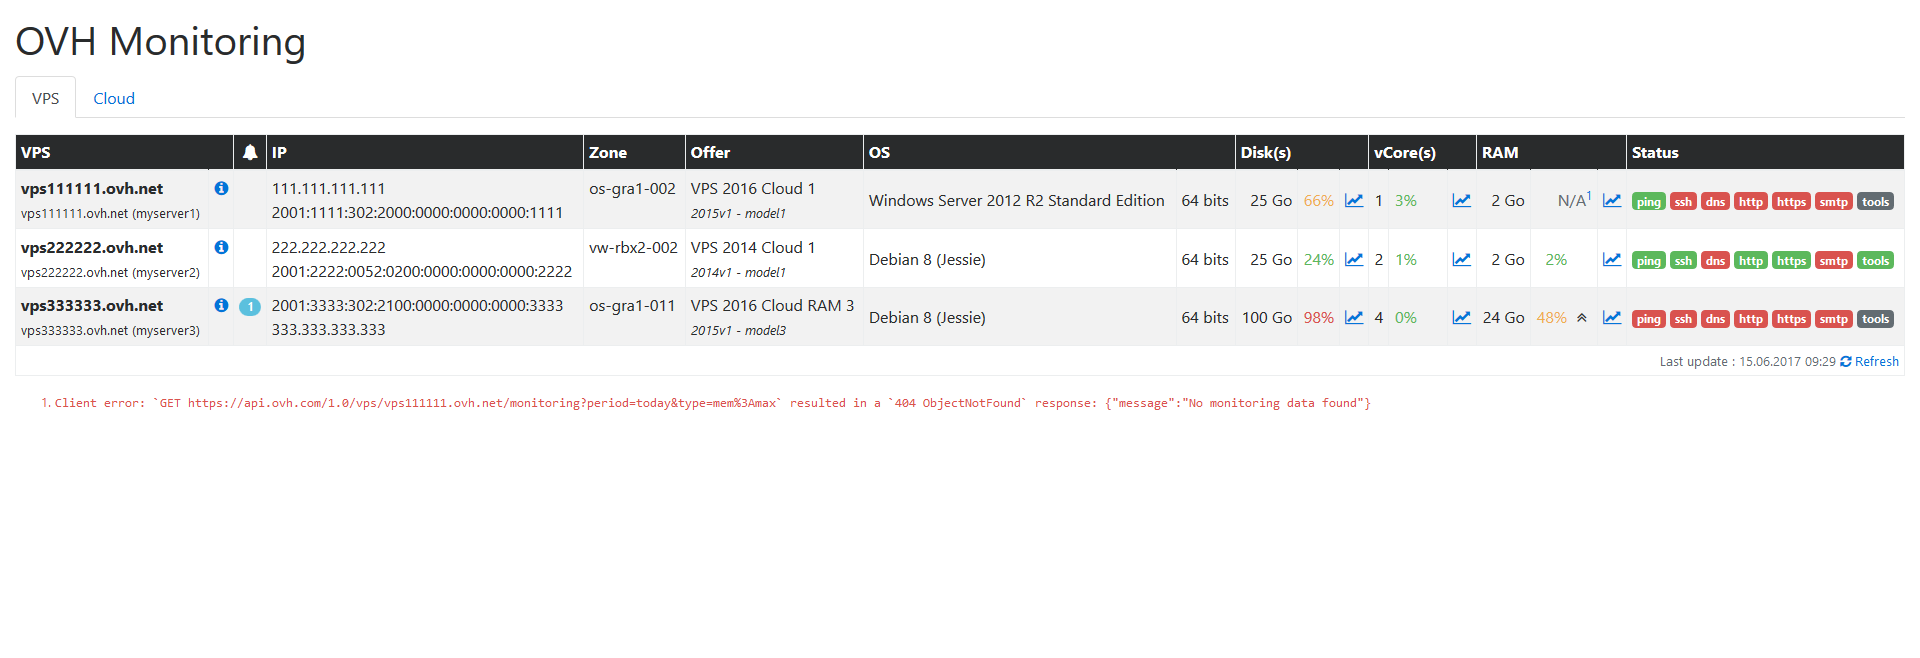 OVH Monitoring
VPS Cloud
VPS IP Zone Offer OS Disk(s) vCore(s) RAM Status
vps111111.ovh.net 111.111.111.111 os-gra1-002 VPS 2016 Cloud 1
Windows Server 2012 R2 Standard Edition 64 bits 25 Go 66% 1 3% 2 Go N/A1 ping ssh dns http https smtp tools
vps111111.ovh.net (myserver1) 2001:1111:302:2000:0000:0000:0000:1111 2015v1 - model1
vps222222.ovh.net 222.222.222.222 vw-rbx2-002 VPS 2014 Cloud 1
Debian 8 (Jessie) 64 bits 25 Go 24% 2 1% 2 Go 2% ping ssh dns http https smtp tools
vps222222.ovh.net (myserver2) 2001:2222:0052:0200:0000:0000:0000:2222 2014v1 - model1
vps333333.ovh.net 1 2001:3333:302:2100:0000:0000:0000:3333 os-gra1-011 VPS 2016 Cloud RAM 3
Debian 8 (Jessie) 64 bits 100 Go 98% 4 0% 24 Go 48% ping ssh dns http https smtp tools
vps333333.ovh.net (myserver3) 333.333.333.333 2015v1 - model3
Last update : 15.06.2017 09:29 Refresh
1. Client error: `GET https://api.ovh.com/1.0/vps/vps111111.ovh.net/monitoring?period=today&type=mem%3Amax` resulted in a `404 ObjectNotFound` response: {"message":"No monitoring data found"}